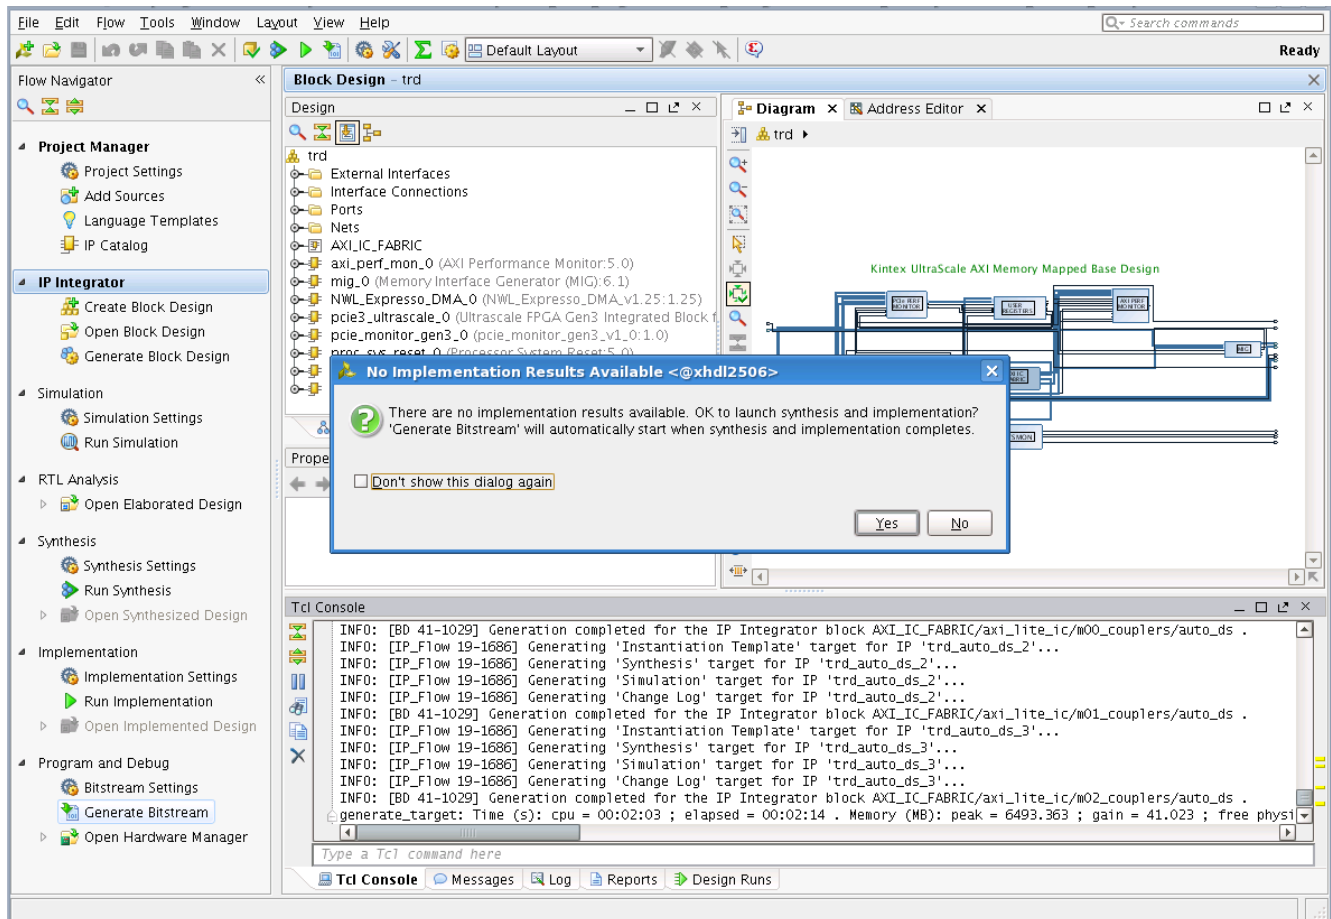 File Edit Flow Tools Window Layout View Help
Search commands
Default Layout
Ready
Flow Navigator
Project Manager
Project Settings
Add Sources
Language Templates
IP Catalog
IP Integrator
Create Block Design
Open Block Design
Generate Block Design
Simulation
Simulation Settings
Run Simulation
RTL Analysis
Open Elaborated Design
Synthesis
Synthesis Settings
Run Synthesis
Open Synthesized Design
Implementation
Implementation Settings
Run Implementation
Open Implemented Design
Program and Debug
Bitstream Settings
Generate Bitstream
Open Hardware Manager
Block Design - trd
Design
trd
External Interfaces
Interface Connections
Ports
Nets
AXI_IC_FABRIC
axi_perf_mon_0 (AXI Performance Monitor:5.0)
mig_0 (Memory Interface Generator (MIG):6.1)
NWL_Expresso_DMA_0 (NWL_Expresso_DMA_v1.25:1.25)
pcie3_ultrascale_0 (Ultrascale FPGA Gen3 Integrated Block f
pcie_monitor_gen3_0 (pcie_monitor_gen3_v1_0:1.0)
proc_sys_reset_0 (Processor System Reset:5.0)
Prope
Diagram
Address Editor
trd
Kintex UltraScale AXI Memory Mapped Base Design
PCIe PERF
MONITOR
USER
REGISTERS
AXI PERF
MONITOR
MIG
No Implementation Results Available <@xhdl2506>
There are no implementation results available. OK to launch synthesis and implementation?
'Generate Bitstream' will automatically start when synthesis and implementation completes.
Don't show this dialog again
Yes
No
Tcl Console
INFO: [BD 41-1029] Generation completed for the IP Integrator block AXI_IC_FABRIC/axi_lite_ic/m00_couplers/auto_ds .
INFO: [IP_Flow 19-1686] Generating 'Instantiation Template' target for IP 'trd_auto_ds_2'...
INFO: [IP_Flow 19-1686] Generating 'Synthesis' target for IP 'trd_auto_ds_2'...
INFO: [IP_Flow 19-1686] Generating 'Simulation' target for IP 'trd_auto_ds_2'...
INFO: [IP_Flow 19-1686] Generating 'Change Log' target for IP 'trd_auto_ds_2'...
INFO: [BD 41-1029] Generation completed for the IP Integrator block AXI_IC_FABRIC/axi_lite_ic/m01_couplers/auto_ds .
INFO: [IP_Flow 19-1686] Generating 'Instantiation Template' target for IP 'trd_auto_ds_3'...
INFO: [IP_Flow 19-1686] Generating 'Synthesis' target for IP 'trd_auto_ds_3'...
INFO: [IP_Flow 19-1686] Generating 'Simulation' target for IP 'trd_auto_ds_3'...
INFO: [IP_Flow 19-1686] Generating 'Change Log' target for IP 'trd_auto_ds_3'...
INFO: [BD 41-1029] Generation completed for the IP Integrator block AXI_IC_FABRIC/axi_lite_ic/m02_couplers/auto_ds .
generate_target: Time (s): cpu = 00:02:03 ; elapsed = 00:02:14 . Memory (MB): peak = 6493.363 ; gain = 41.023 ; free physi
Type a Tcl command here
Tcl Console
Messages
Log
Reports
Design Runs